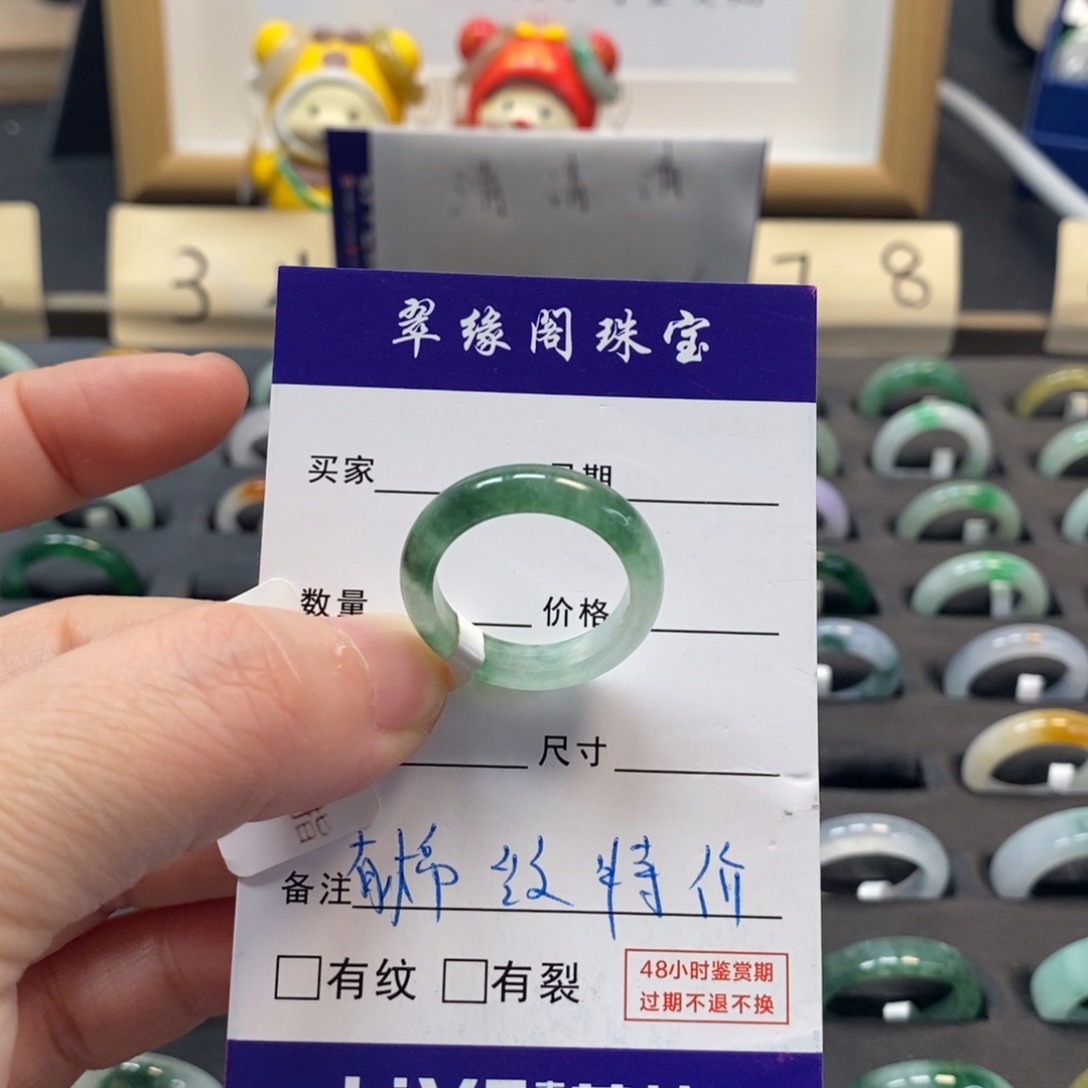 清 清 清
3
7 8
翠缘阁珠宝
买家 日期
数量 价格
尺寸
备注 有棉纹特价
有纹 有裂
48小时鉴赏期
过期不退不换